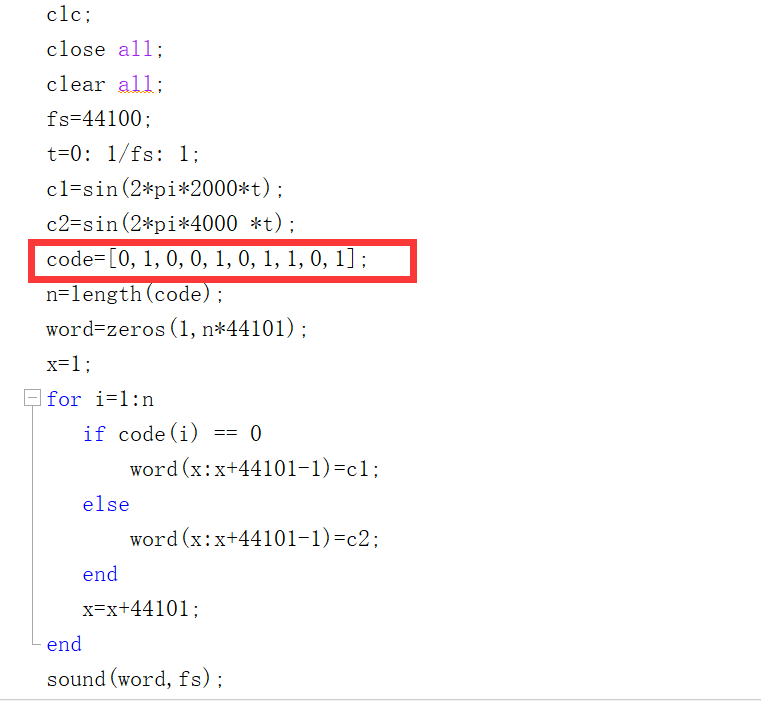 clc;
close all;
clear all;
fs=44100;
t=0: 1/fs: 1;
c1=sin(2*pi*2000*t);
c2=sin(2*pi*4000 *t);
code=[0,1,0,0,1,0,1,1,0,1];
n=length(code);
word=zeros(1,n*44101);
x=1;
for i=1:n
if code(i) == 0
word(x:x+44101-1)=c1;
else
word(x:x+44101-1)=c2;
end
x=x+44101;
end
sound(word,fs);